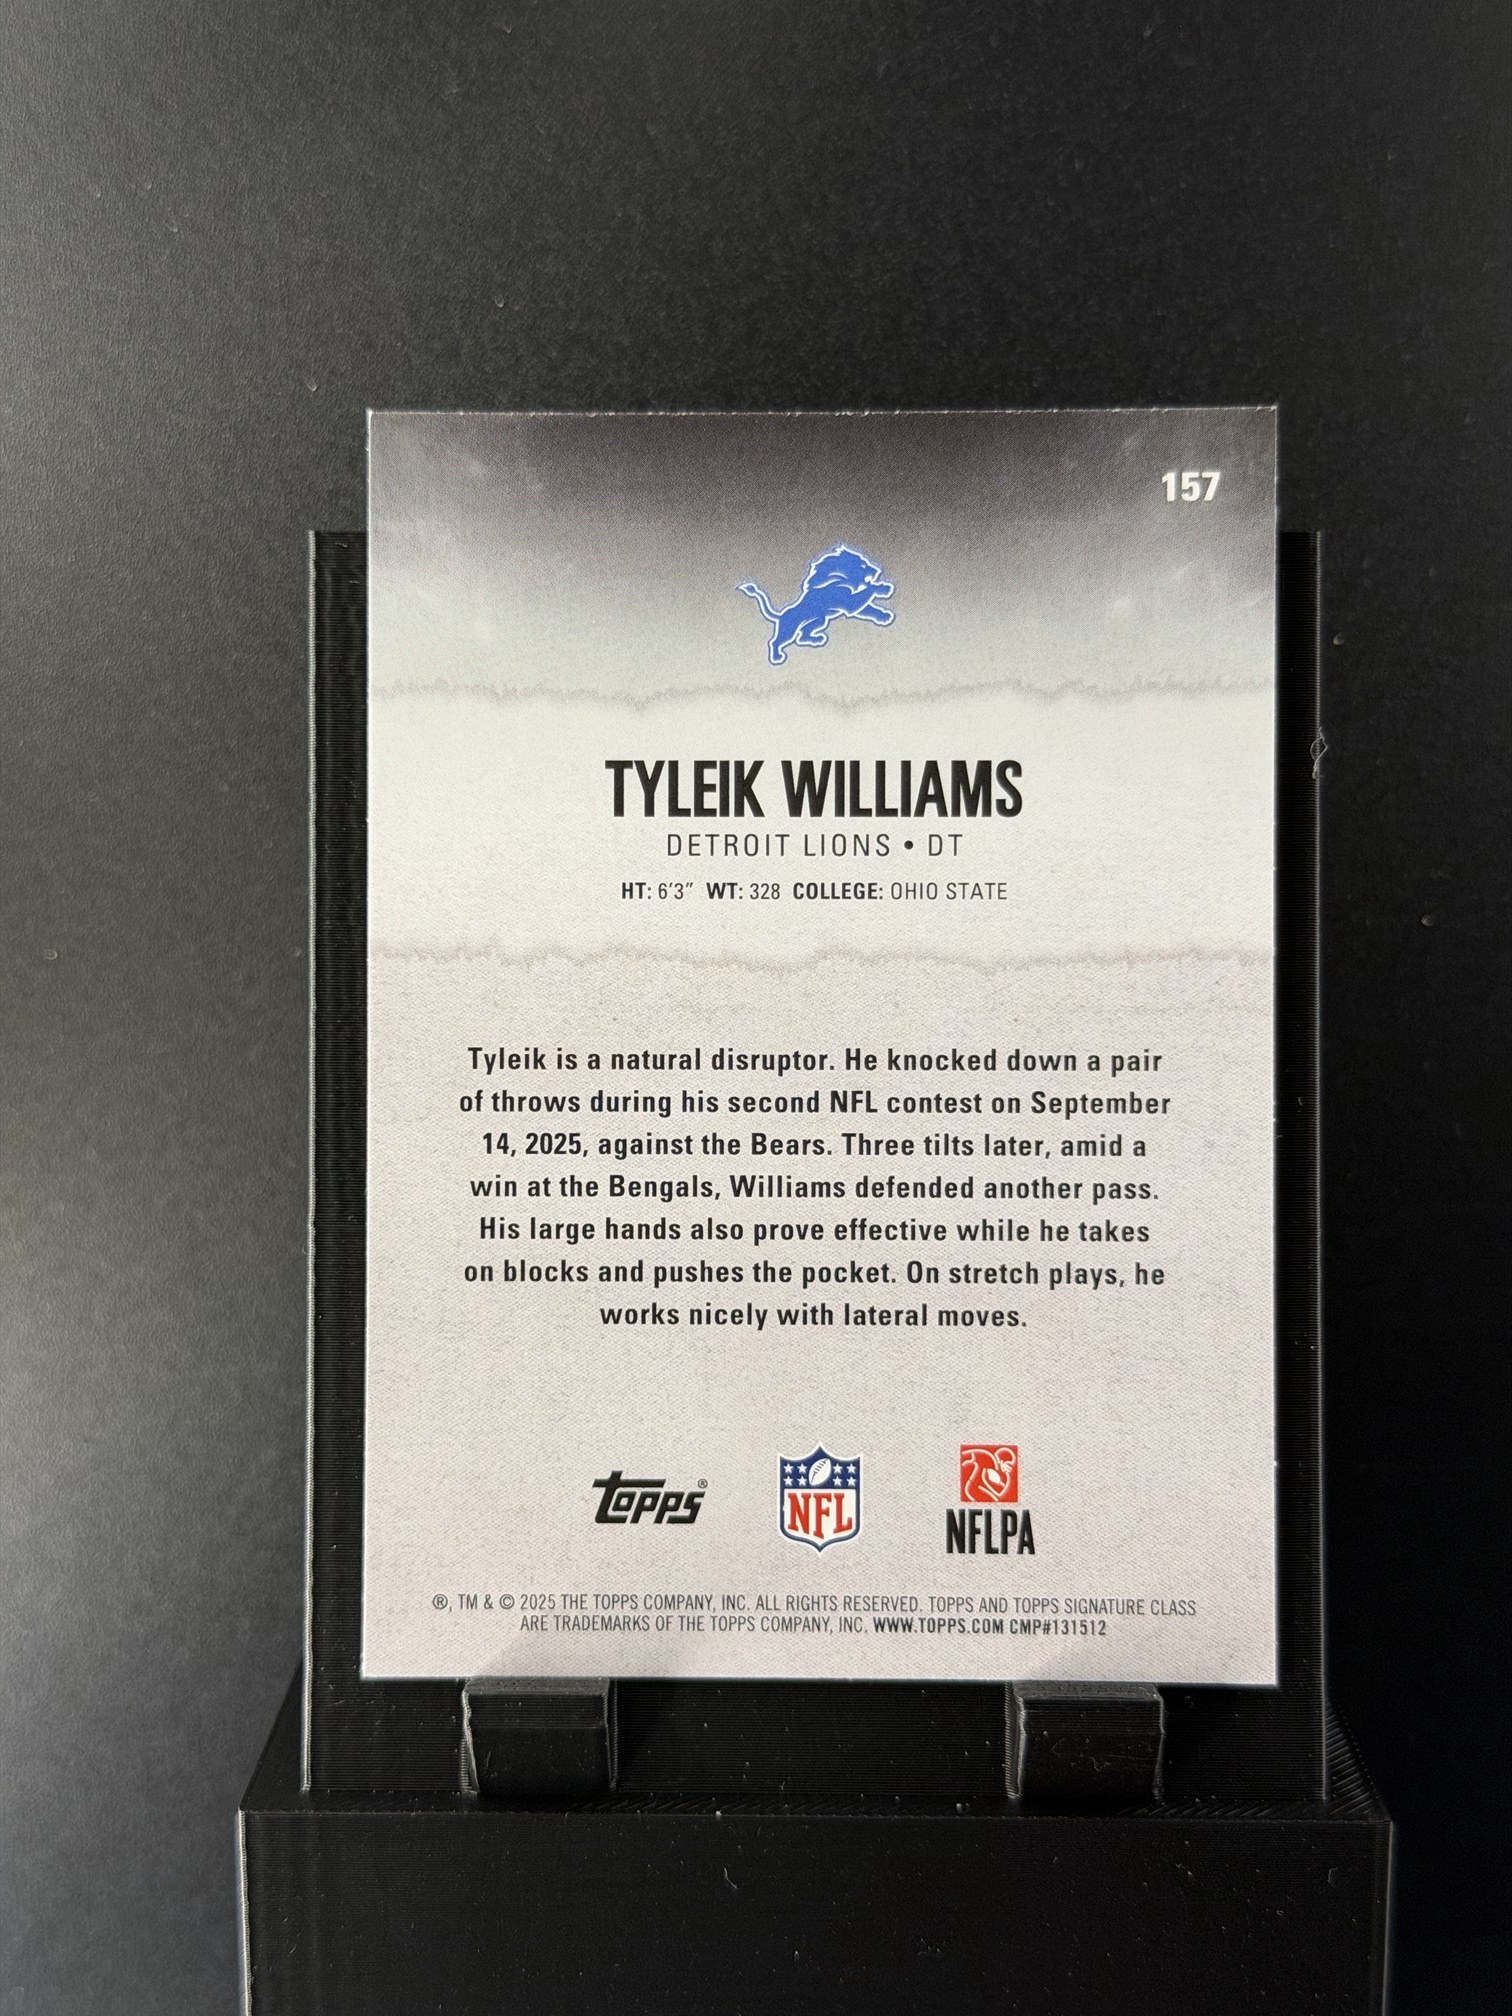 157
TYLEIK WILLIAMS
DETROIT LIONS • DT
HT: 6'3" WT: 328 COLLEGE: OHIO STATE
Tyleik is a natural disruptor. He knocked down a pair
of throws during his second NFL contest on September
14, 2025, against the Bears. Three tilts later, amid a
win at the Bengals, Williams defended another pass.
His large hands also prove effective while he takes
on blocks and pushes the pocket. On stretch plays, he
works nicely with lateral moves.
topps®
NFL
NFLPA
®, TM & © 2025 THE TOPPS COMPANY, INC. ALL RIGHTS RESERVED. TOPPS AND TOPPS SIGNATURE CLASS
ARE TRADEMARKS OF THE TOPPS COMPANY, INC. WWW.TOPPS.COM CMP#131512